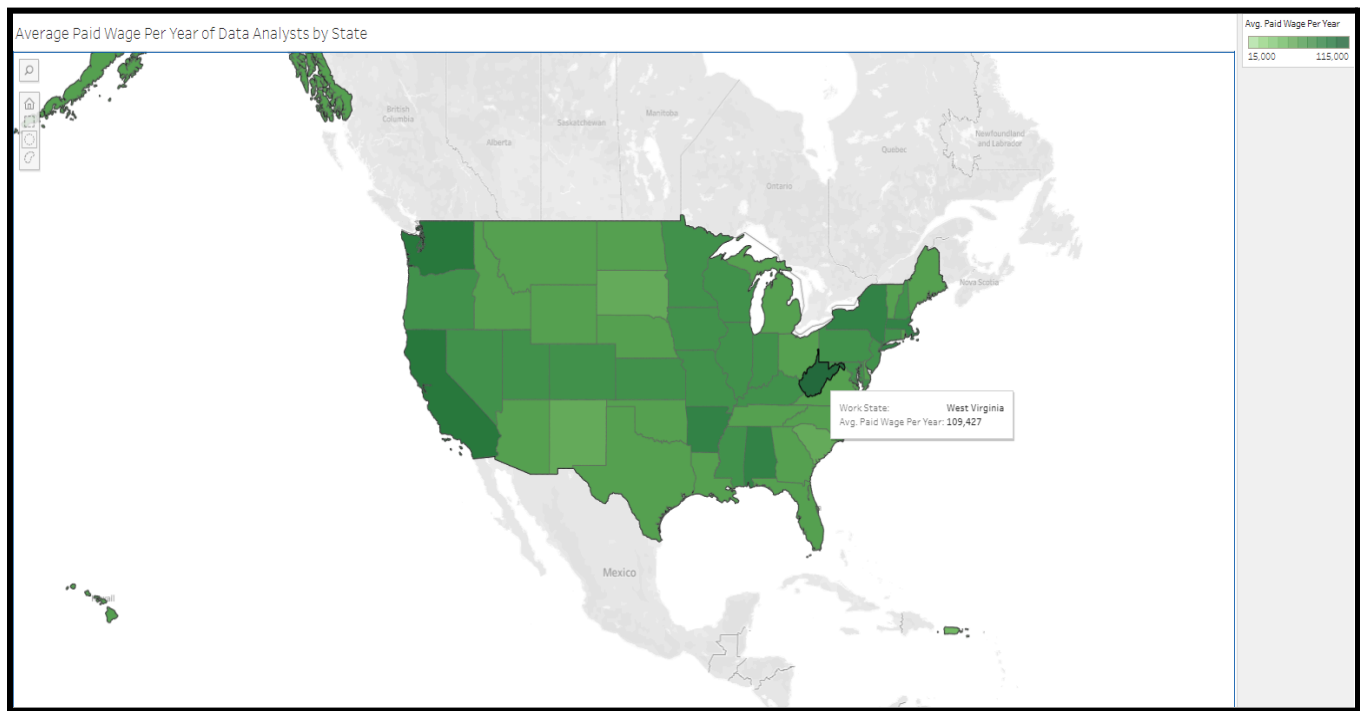 Average Paid Wage Per Year of Data Analysts by State
Avg. Paid Wage Per Year
15,000 115,000
British
Columbia
Alberta
Saskatchewan
Manitoba
Ontario
Quebec
Newfoundland
and Labrador
Nova Scotia
Work State: West Virginia
Avg. Paid Wage Per Year: 109,427
Mexico